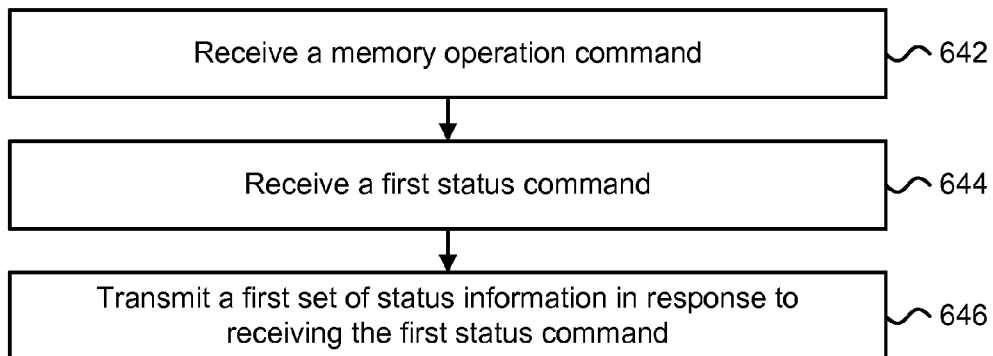 Receive a memory operation command
642
Receive a first status command
644
Transmit a first set of status information in response to
receiving the first status command
646